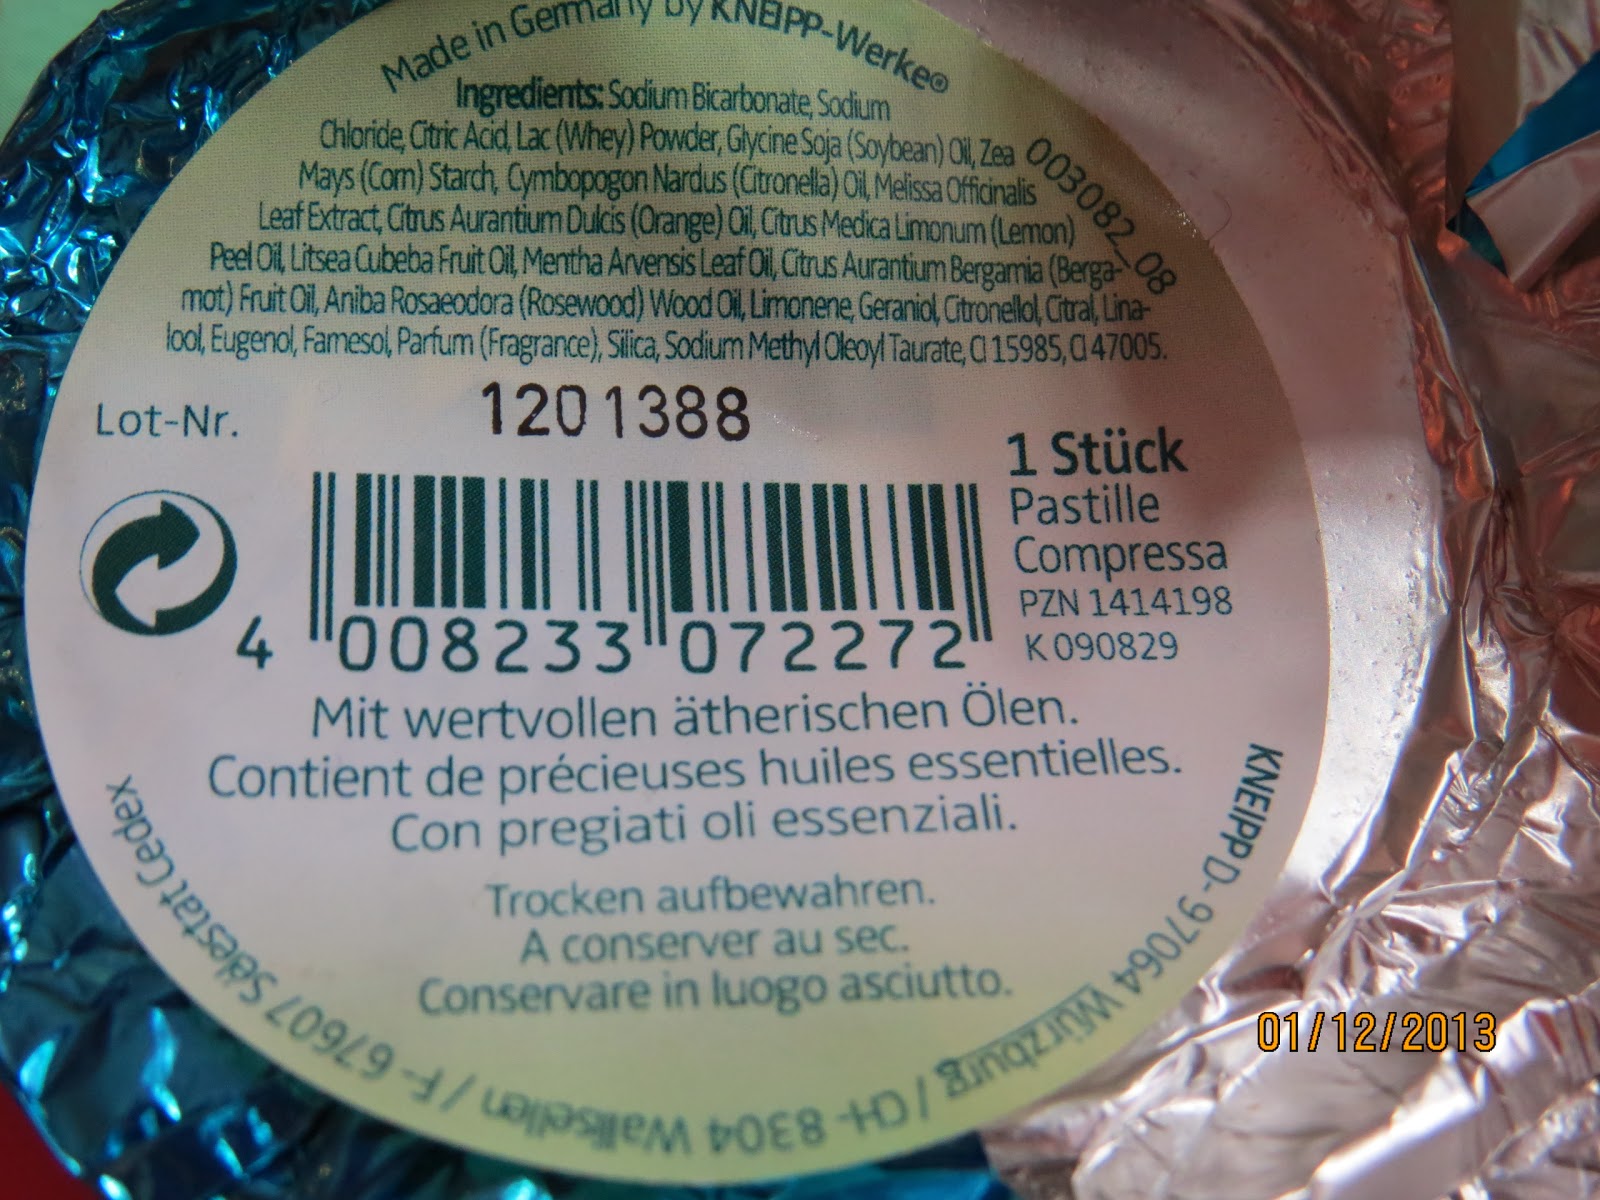 Made in Germany by KNEIPP-Werke®
Ingredients: Sodium Bicarbonate, Sodium
Chloride, Citric Acid, Lac (Whey) Powder, Glycine Soja (Soybean) Oil, Zea
Mays (Corn) Starch, Cymbopogon Nardus (Citronella) Oil, Melissa Officinalis
Leaf Extract, Citrus Aurantium Dulcis (Orange) Oil, Citrus Medica Limonum (Lemon)
Peel Oil, Litsea Cubeba Fruit Oil, Mentha Arvensis Leaf Oil, Citrus Aurantium Bergamia (Berga-
mot) Fruit Oil, Aniba Rosaeodora (Rosewood) Wood Oil, Limonene, Geraniol, Citronellol, Citral, Lina-
lool, Eugenol, Farnesol, Parfum (Fragrance), Silica, Sodium Methyl Oleoyl Taurate, CI 15985, CI 47005.
003082_08
Lot-Nr. 1201388
1 Stück
Pastille
Compressa
PZN 1414198
K 090829
4 008233 072272
Mit wertvollen ätherischen Ölen.
Contient de précieuses huiles essentielles.
Con pregiati oli essenziali.
Trocken aufbewahren.
A conserver au sec.
Conservare in luogo asciutto.
KNEIPP D-97064 Würzburg / CH-8304 Wallisellen / F-67607 Sélestat Cedex
01/12/2013